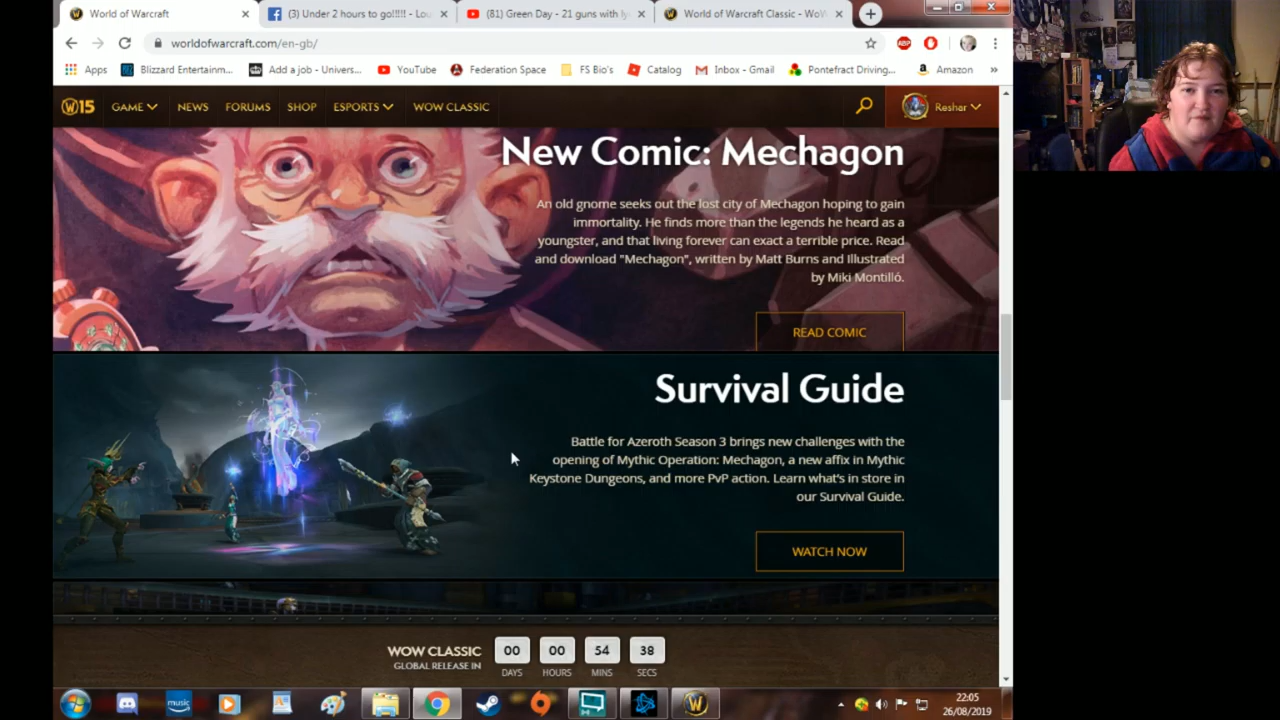 World of Warcraft
(3) Under 2 hours to go!!!!! - Lou
(81) Green Day - 21 guns with ly
World of Warcraft Classic - WoW
worldofwarcraft.com/en-gb/
ABP
Apps
Blizzard Entertainm...
Add a job - Univers...
YouTube
Federation Space
FS Bio's
Catalog
Inbox - Gmail
Pontefract Driving...
Amazon
»
W15
GAME
NEWS
FORUMS
SHOP
ESPORTS
WOW CLASSIC
Reshar
New Comic: Mechagon
An old gnome seeks out the lost city of Mechagon hoping to gain
immortality. He finds more than the legends he heard as a
youngster, and that living forever can exact a terrible price. Read
and download "Mechagon", written by Matt Burns and Illustrated
by Miki Montilló.
READ COMIC
Survival Guide
Battle for Azeroth Season 3 brings new challenges with the
opening of Mythic Operation: Mechagon, a new affix in Mythic
Keystone Dungeons, and more PvP action. Learn what's in store in
our Survival Guide.
WATCH NOW
WOW CLASSIC
GLOBAL RELEASE IN
00 00 54 38
DAYS HOURS MINS SECS
music
22:05
26/08/2019